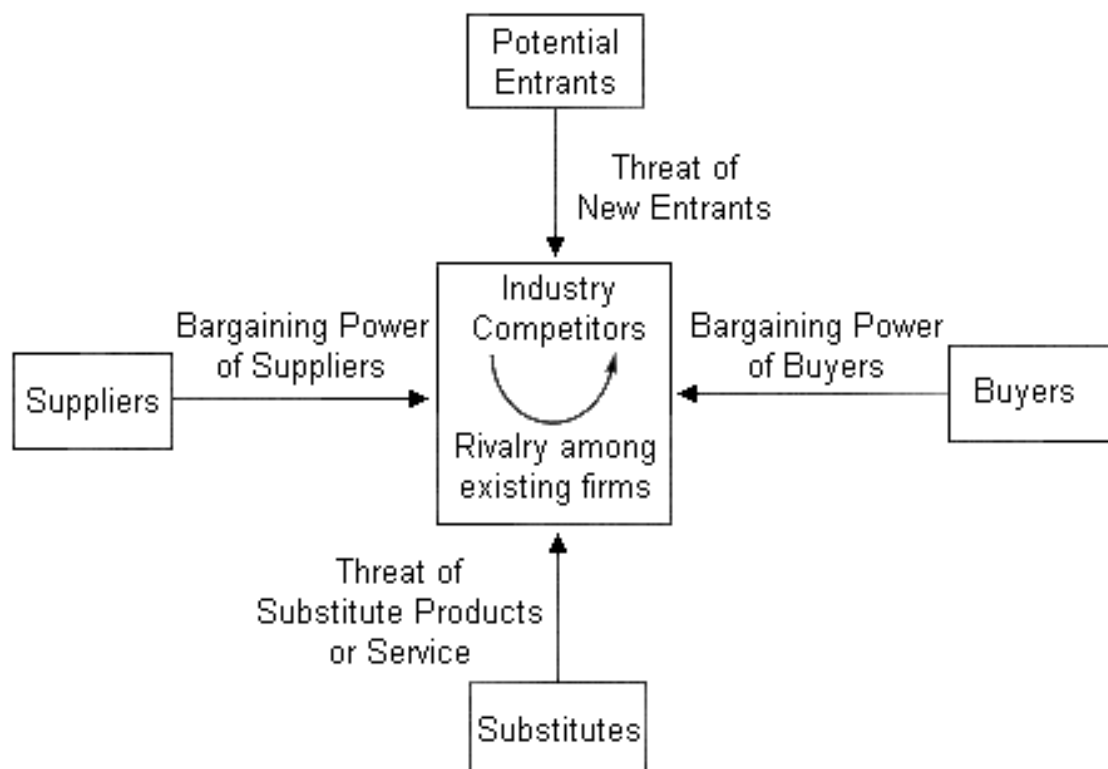 Potential
Entrants
Threat of
New Entrants
Industry
Competitors
Bargaining Power
of Suppliers
Bargaining Power
of Buyers
Suppliers
Buyers
Rivalry among
existing firms
Threat of
Substitute Products
or Service
Substitutes